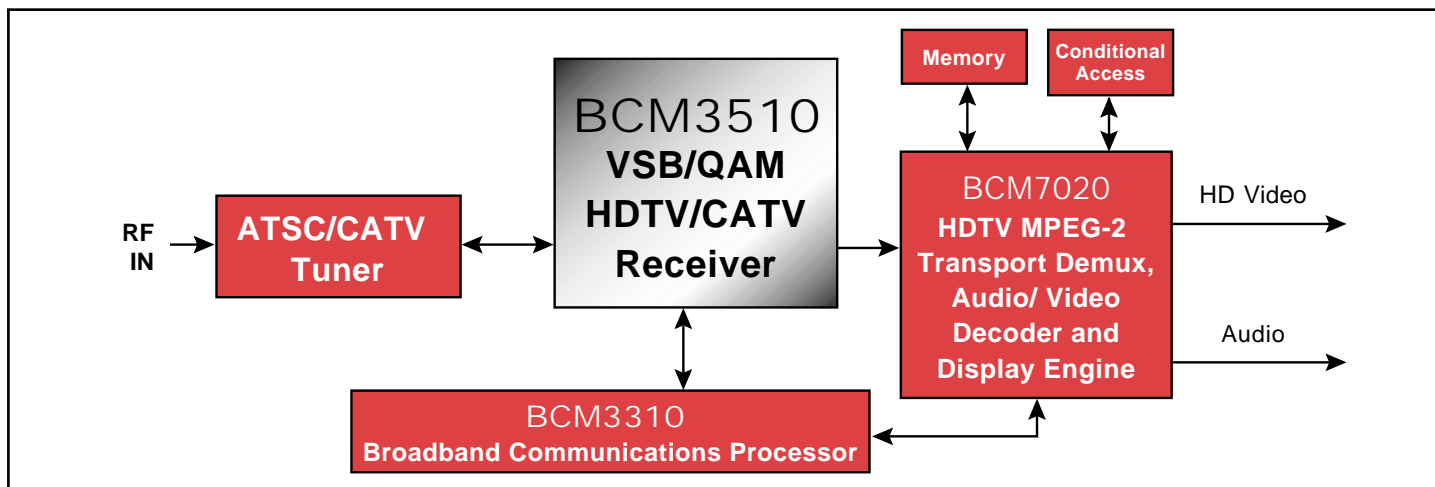 RF
IN
ATSC/CATV
Tuner
BCM3510
VSB/QAM
HDTV/CATV
Receiver
BCM3310
Broadband Communications Processor
Memory
Conditional
Access
BCM7020
HDTV MPEG-2
Transport Demux,
Audio/ Video
Decoder and
Display Engine
HD Video
Audio